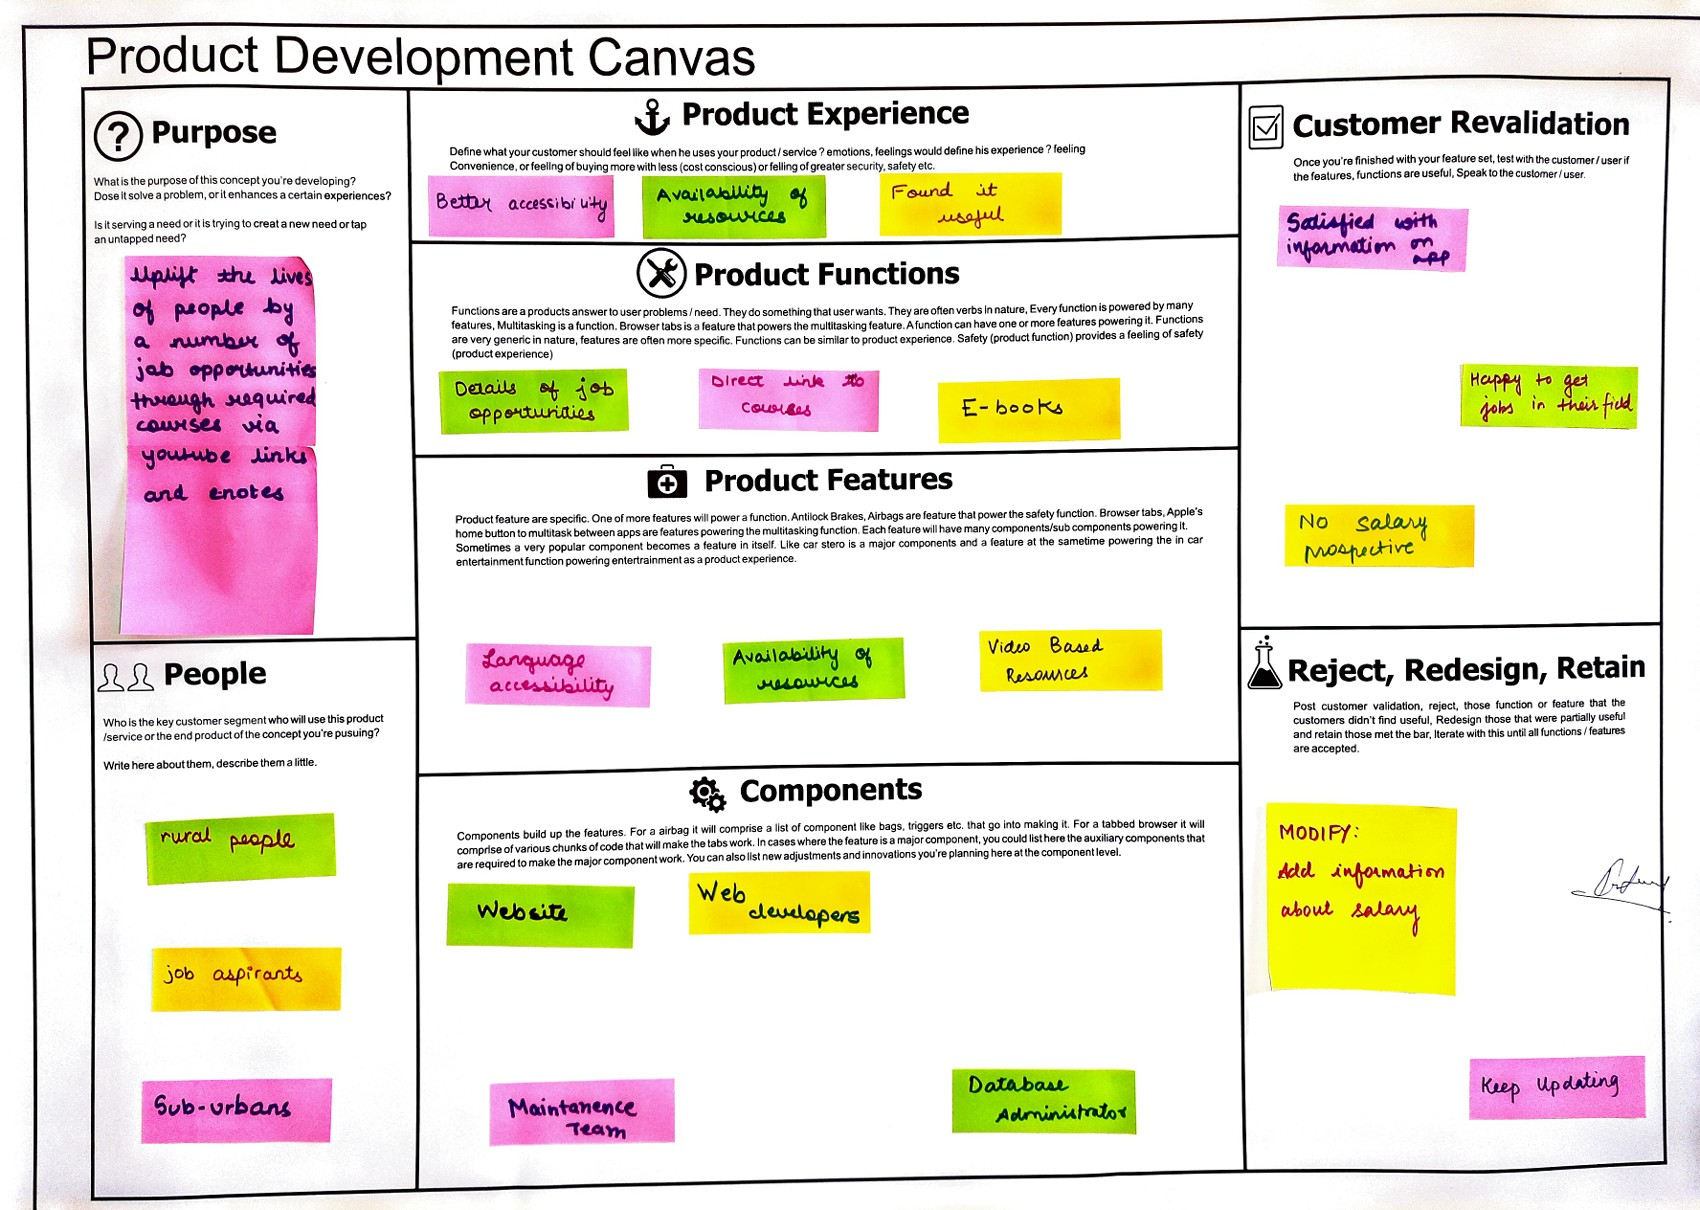 Product Development Canvas
Purpose
What is the purpose of this concept you're developing?
Dose it solve a problem, or it enhances a certain experiences?
Is it serving a need or it is trying to creat a new need or tap
an untapped need?
Uplift the lives
of people by
a number of
job opportunities
through required
courses via
youtube links
and enotes
People
Who is the key customer segment who will use this product
/service or the end product of the concept you're pusuing?
Write here about them, describe them a little.
rural people
job aspirants
Sub-urbans
Product Experience
Define what your customer should feel like when he uses your product / service ? emotions, feelings would define his experience ? feeling
Convenience, or feeling of buying more with less (cost conscious) or felling of greater security, safety etc.
Better accessibility
Availability of
resources
Found it
useful
Product Functions
Functions are a products answer to user problems / need. They do something that user wants. They are often verbs in nature, Every function is powered by many
features, Multitasking is a function. Browser tabs is a feature that powers the multitasking feature. A function can have one or more features powering it. Functions
are very generic in nature, features are often more specific. Functions can be similar to product experience. Safety (product function) provides a feeling of safety
(product experience)
Details of job
opportunities
Direct link to
courses
E-books
Product Features
Product feature are specific. One of more features will power a function. Antilock Brakes, Airbags are feature that power the safety function. Browser tabs, Apple's
home button to multitask between apps are features powering the multitasking function. Each feature will have many components/sub components powering it.
Sometimes a very popular component becomes a feature in itself. Like car stero is a major components and a feature at the sametime powering the in car
entertainment function powering entertrainment as a product experience.
Language
accessibility
Availability of
resources
Video Based
Resources
Components
Components build up the features. For a airbag it will comprise a list of component like bags, triggers etc. that go into making it. For a tabbed browser it will
comprise of various chunks of code that will make the tabs work. In cases where the feature is a major component, you could list here the auxiliary components that
are required to make the major component work. You can also list new adjustments and innovations you're planning here at the component level.
Website
Web
developers
Maintanence
Team
Database
Administrator
Customer Revalidation
Once you're finished with your feature set, test with the customer / user if
the features, functions are useful, Speak to the customer / user.
Satisfied with
information on
app
Happy to get
jobs in their field
No salary
prospective
Reject, Redesign, Retain
Post customer validation, reject, those function or feature that the
customers didn't find useful, Redesign those that were partially useful
and retain those met the bar, Iterate with this until all functions / features
are accepted.
MODIFY:
Add information
about salary
Keep Updating